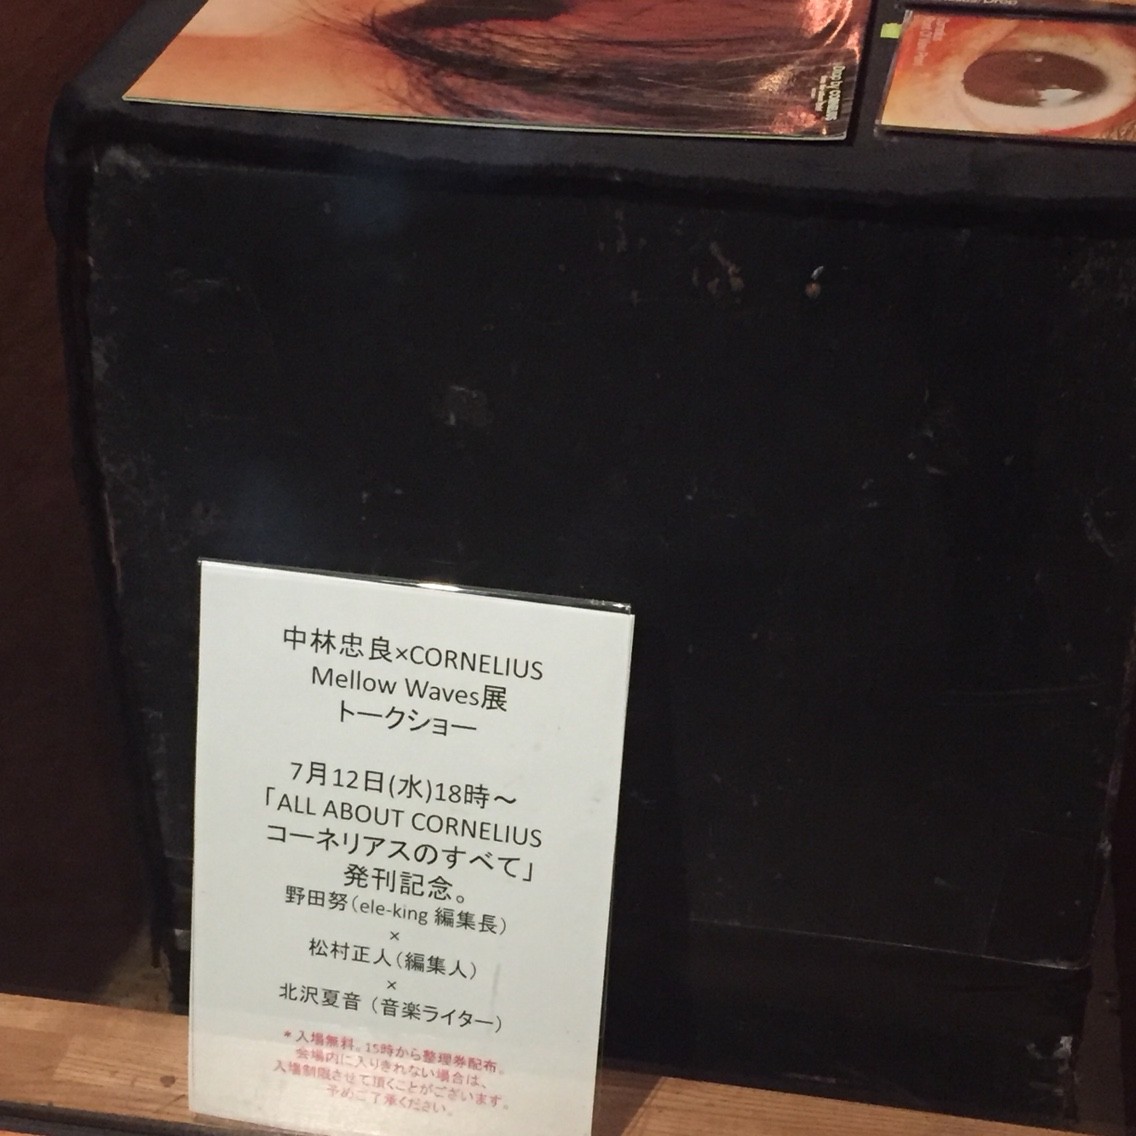 Drop by CORNELIUS
中林忠良×CORNELIUS
Mellow Waves展
トークショー
7月12日(水)18時～
「ALL ABOUT CORNELIUS
コーネリアスのすべて」
発刊記念。
野田努（ele-king 編集長）
×
松村正人（編集人）
×
北沢夏音（音楽ライター）
*入場無料。15時から整理券配布。
会場内に入りきれない場合は、
入場制限させて頂くことがございます。
予めご了承ください。